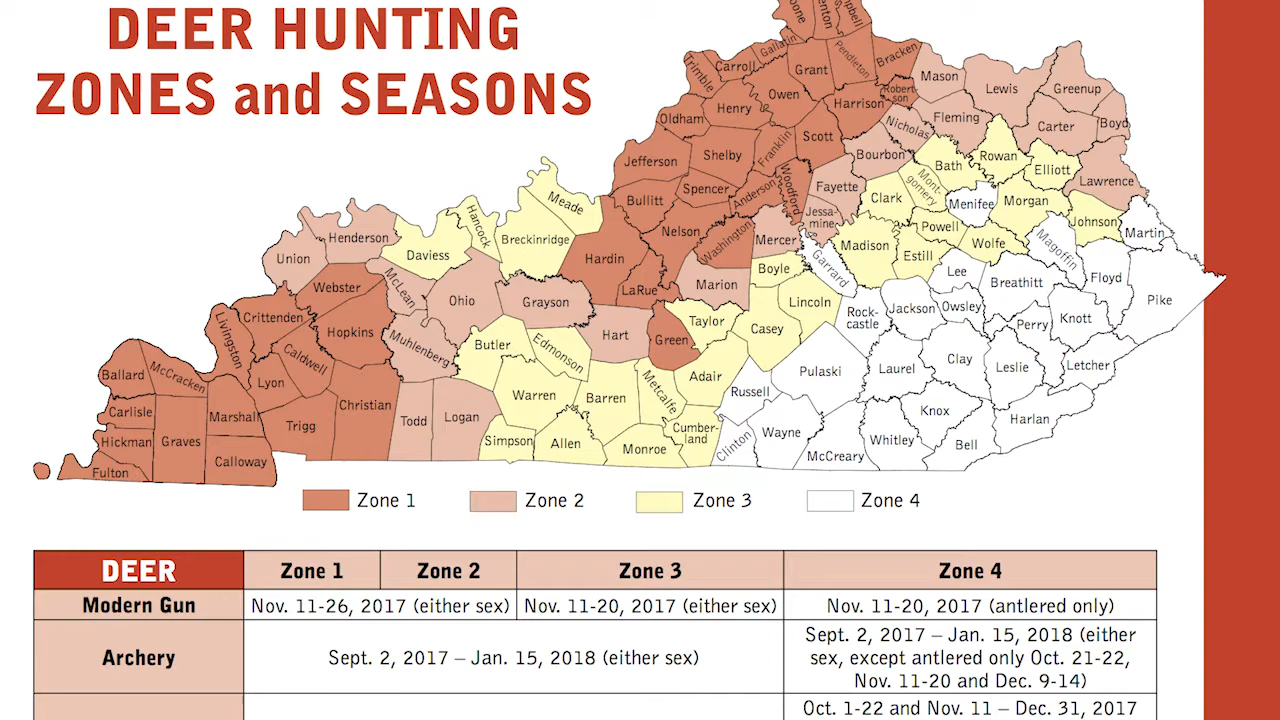 DEER HUNTING
ZONES and SEASONS
Bracken
Pendleton
Grant
Gallatin
Carroll
Trimble
Owen
Henry
Oldham
Harrison
Robert-
son
Mason
Lewis
Greenup
Fleming
Carter
Boyd
Nicholas
Scott
Franklin
Shelby
Jefferson
Bourbon
Bath
Rowan
Elliott
Lawrence
Mont-
gomery
Fayette
Woodford
Anderson
Spencer
Bullitt
Meade
Clark
Menifee
Morgan
Johnson
Martin
Jessa-
mine
Nelson
Washington
Mercer
Hancock
Breckinridge
Henderson
Daviess
Union
Madison
Powell
Estill
Wolfe
Magoffin
Garrard
Boyle
Hardin
LaRue
Marion
Lee
Breathitt
Floyd
Pike
Webster
McLean
Ohio
Grayson
Lincoln
Rock-
castle
Jackson
Owsley
Perry
Knott
Crittenden
Livingston
Hopkins
Muhlenberg
Butler
Edmonson
Hart
Green
Taylor
Casey
Caldwell
Lyon
McCracken
Ballard
Pulaski
Laurel
Clay
Leslie
Letcher
Adair
Russell
Metcalfe
Warren
Barren
Carlisle
Marshall
Christian
Trigg
Todd
Logan
Hickman
Graves
Calloway
Fulton
Simpson
Allen
Monroe
Cumber-
land
Clinton
Wayne
McCreary
Whitley
Knox
Bell
Harlan
Zone 1
Zone 2
Zone 3
Zone 4
DEER
Zone 1
Zone 2
Zone 3
Zone 4
Modern Gun
Nov. 11-26, 2017 (either sex)
Nov. 11-20, 2017 (either sex)
Nov. 11-20, 2017 (antlered only)
Archery
Sept. 2, 2017 – Jan. 15, 2018 (either sex)
Sept. 2, 2017 – Jan. 15, 2018 (either
sex, except antlered only Oct. 21-22,
Nov. 11-20 and Dec. 9-14)
Oct. 1-22 and Nov. 11 – Dec. 31, 2017